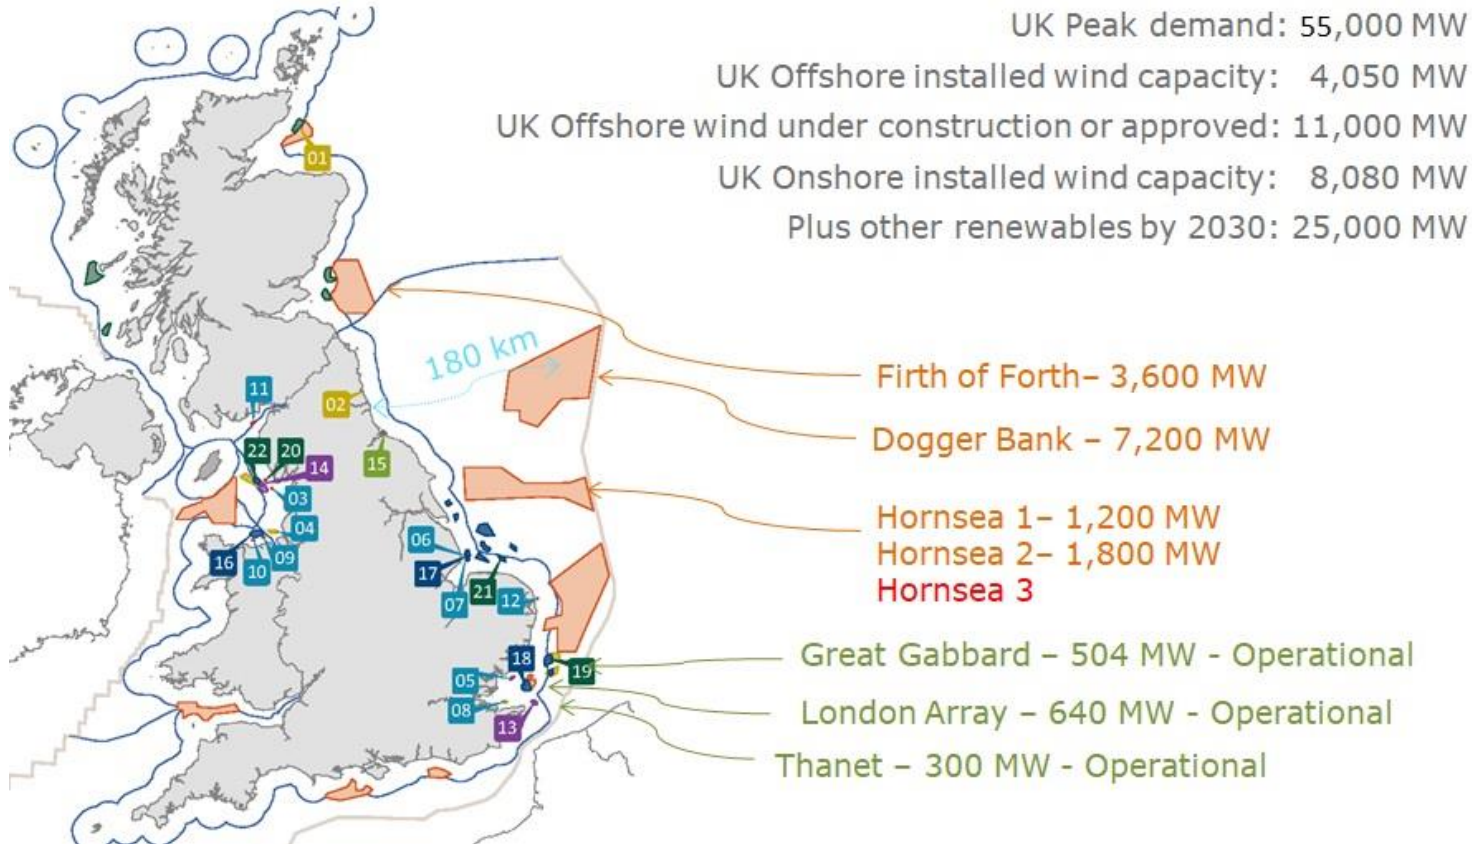 UK Peak demand: 55,000 MW
UK Offshore installed wind capacity: 4,050 MW
UK Offshore wind under construction or approved: 11,000 MW
UK Onshore installed wind capacity: 8,080 MW
Plus other renewables by 2030: 25,000 MW
01
180 km
Firth of Forth– 3,600 MW
11
02
Dogger Bank – 7,200 MW
22
20
14
15
03
Hornsea 1– 1,200 MW
04
Hornsea 2– 1,800 MW
06
16
10
09
17
Hornsea 3
07
21
12
18
Great Gabbard – 504 MW - Operational
05
19
08
London Array – 640 MW - Operational
13
Thanet – 300 MW - Operational